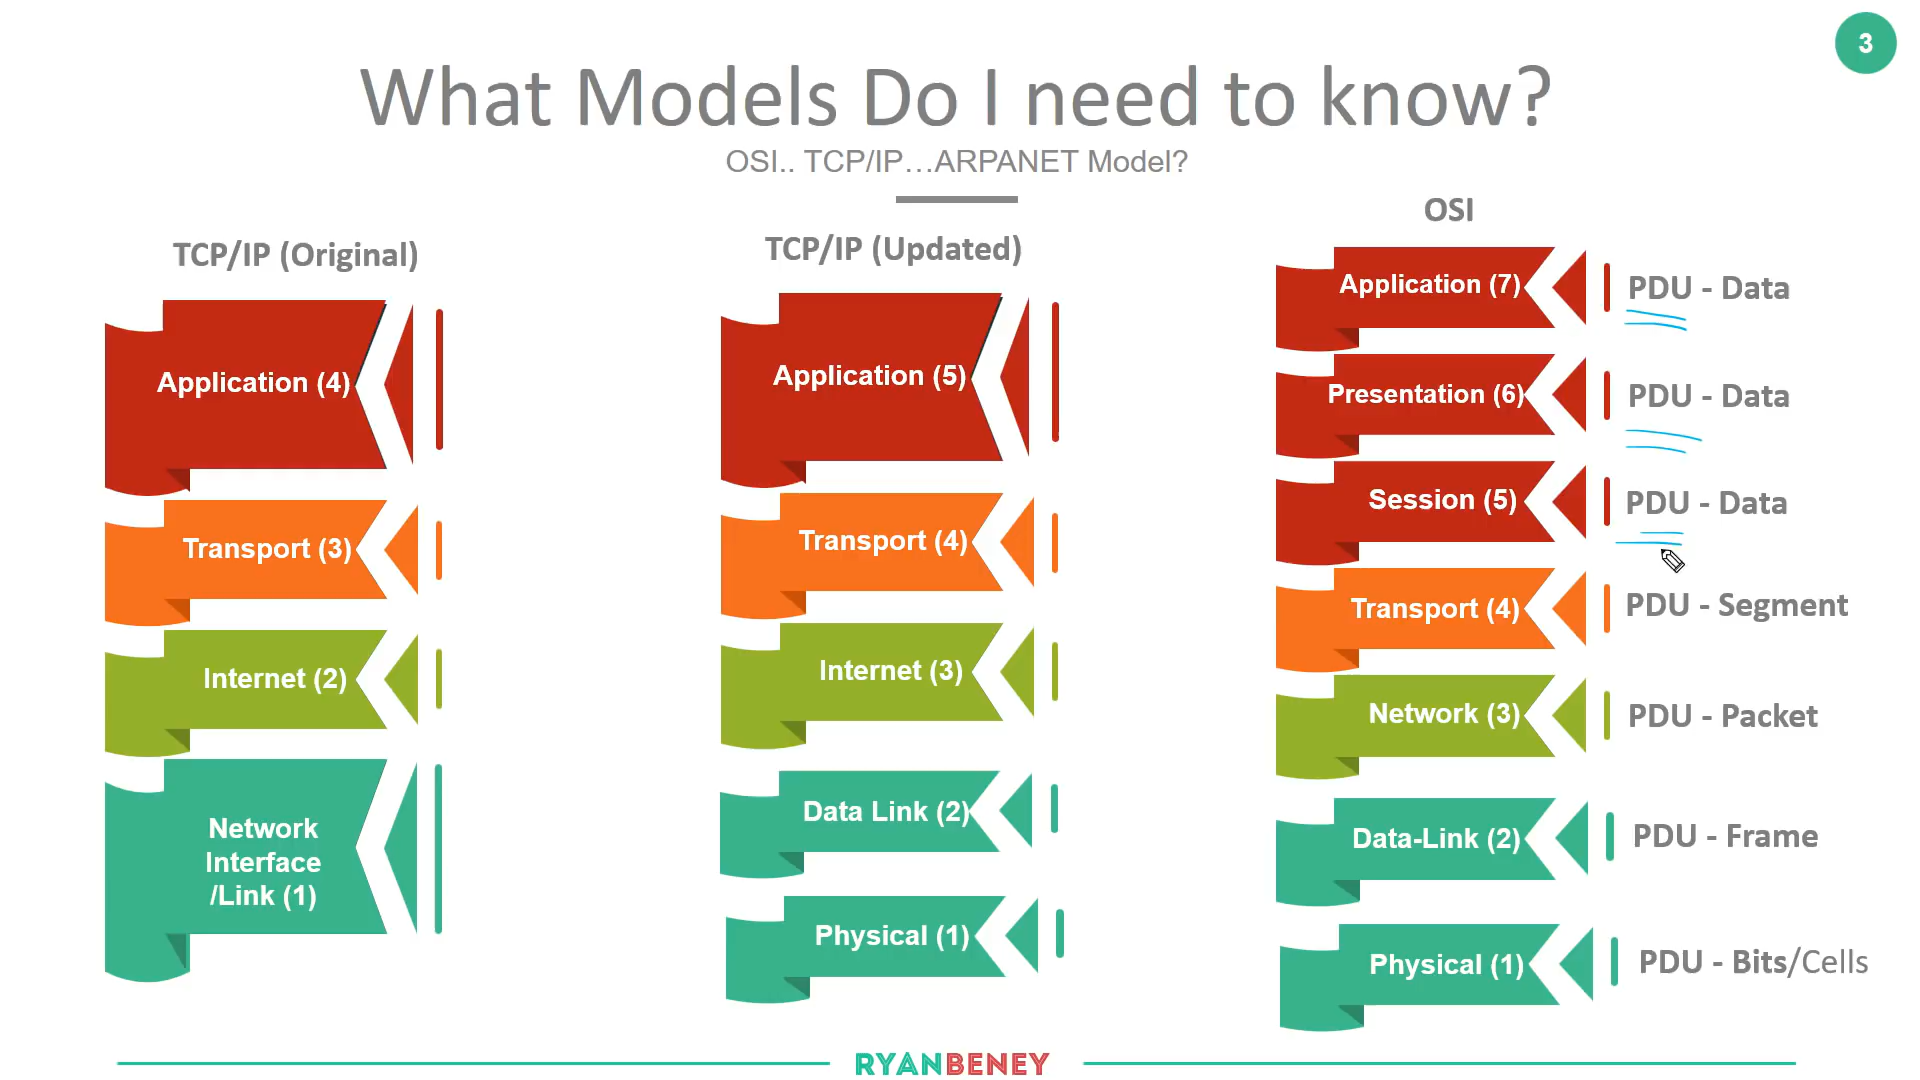 3
What Models Do I need to know?
OSI.. TCP/IP...ARPANET Model?
TCP/IP (Original)
Application (4)
Transport (3)
Internet (2)
Network
Interface
/Link (1)
TCP/IP (Updated)
Application (5)
Transport (4)
Internet (3)
Data Link (2)
Physical (1)
OSI
Application (7)
PDU - Data
Presentation (6)
PDU - Data
Session (5)
PDU - Data
Transport (4)
PDU - Segment
Network (3)
PDU - Packet
Data-Link (2)
PDU - Frame
Physical (1)
PDU - Bits/Cells
RYANBENEY